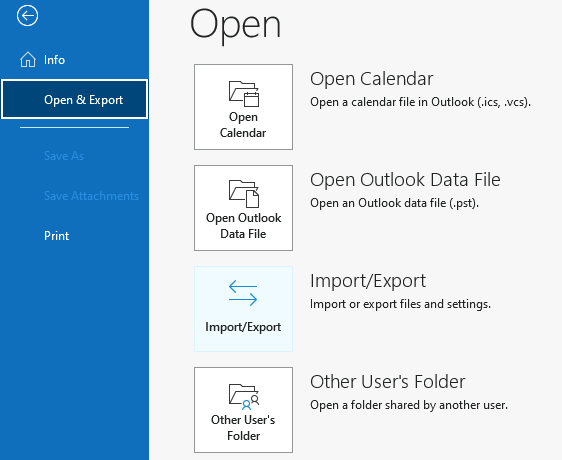 Open
Info
Open & Export
Save As
Save Attachments
Print
Open
Calendar
Open Calendar
Open a calendar file in Outlook (.ics, .vcs).
Open Outlook
Data File
Open Outlook Data File
Open an Outlook data file (.pst).
Import/Export
Import/Export
Import or export files and settings.
Other User's
Folder
Other User's Folder
Open a folder shared by another user.